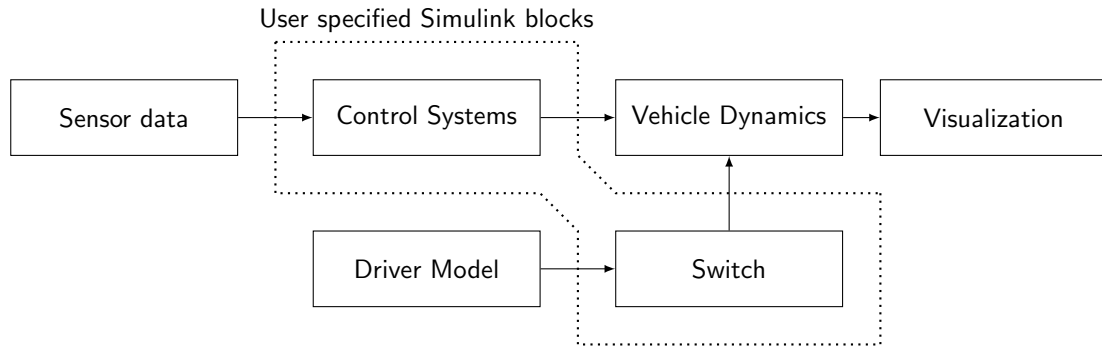 User specified Simulink blocks
Sensor data
Control Systems
Vehicle Dynamics
Visualization
Driver Model
Switch